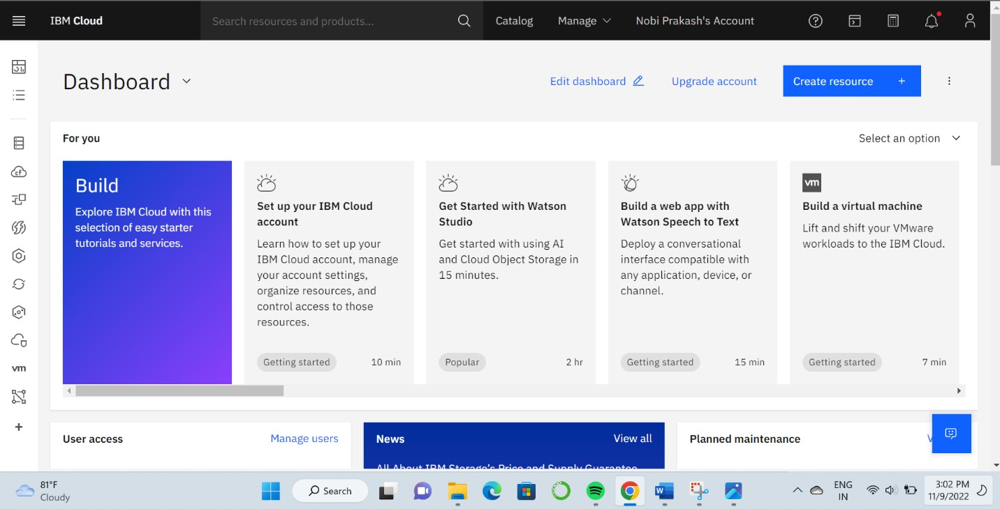 IBM Cloud
Search resources and products...
Catalog
Manage
Nobi Prakash's Account
Dashboard
Edit dashboard
Upgrade account
Create resource +
For you
Select an option
Build
Explore IBM Cloud with this
selection of easy starter
tutorials and services.
Set up your IBM Cloud
account
Learn how to set up your
IBM Cloud account, manage
your account settings,
organize resources, and
control access to those
resources.
Getting started
10 min
Get Started with Watson
Studio
Get started with using AI
and Cloud Object Storage in
15 minutes.
Popular
2 hr
Build a web app with
Watson Speech to Text
Deploy a conversational
interface compatible with
any application, device, or
channel.
Getting started
15 min
vm
Build a virtual machine
Lift and shift your VMware
workloads to the IBM Cloud.
Getting started
7 min
cf
vm
+
User access
Manage users
News
View all
All About IBM Storage's Price and Supply Guarantee
Planned maintenance
81°F
Cloudy
Search
W
ENG
IN
3:02 PM
11/9/2022